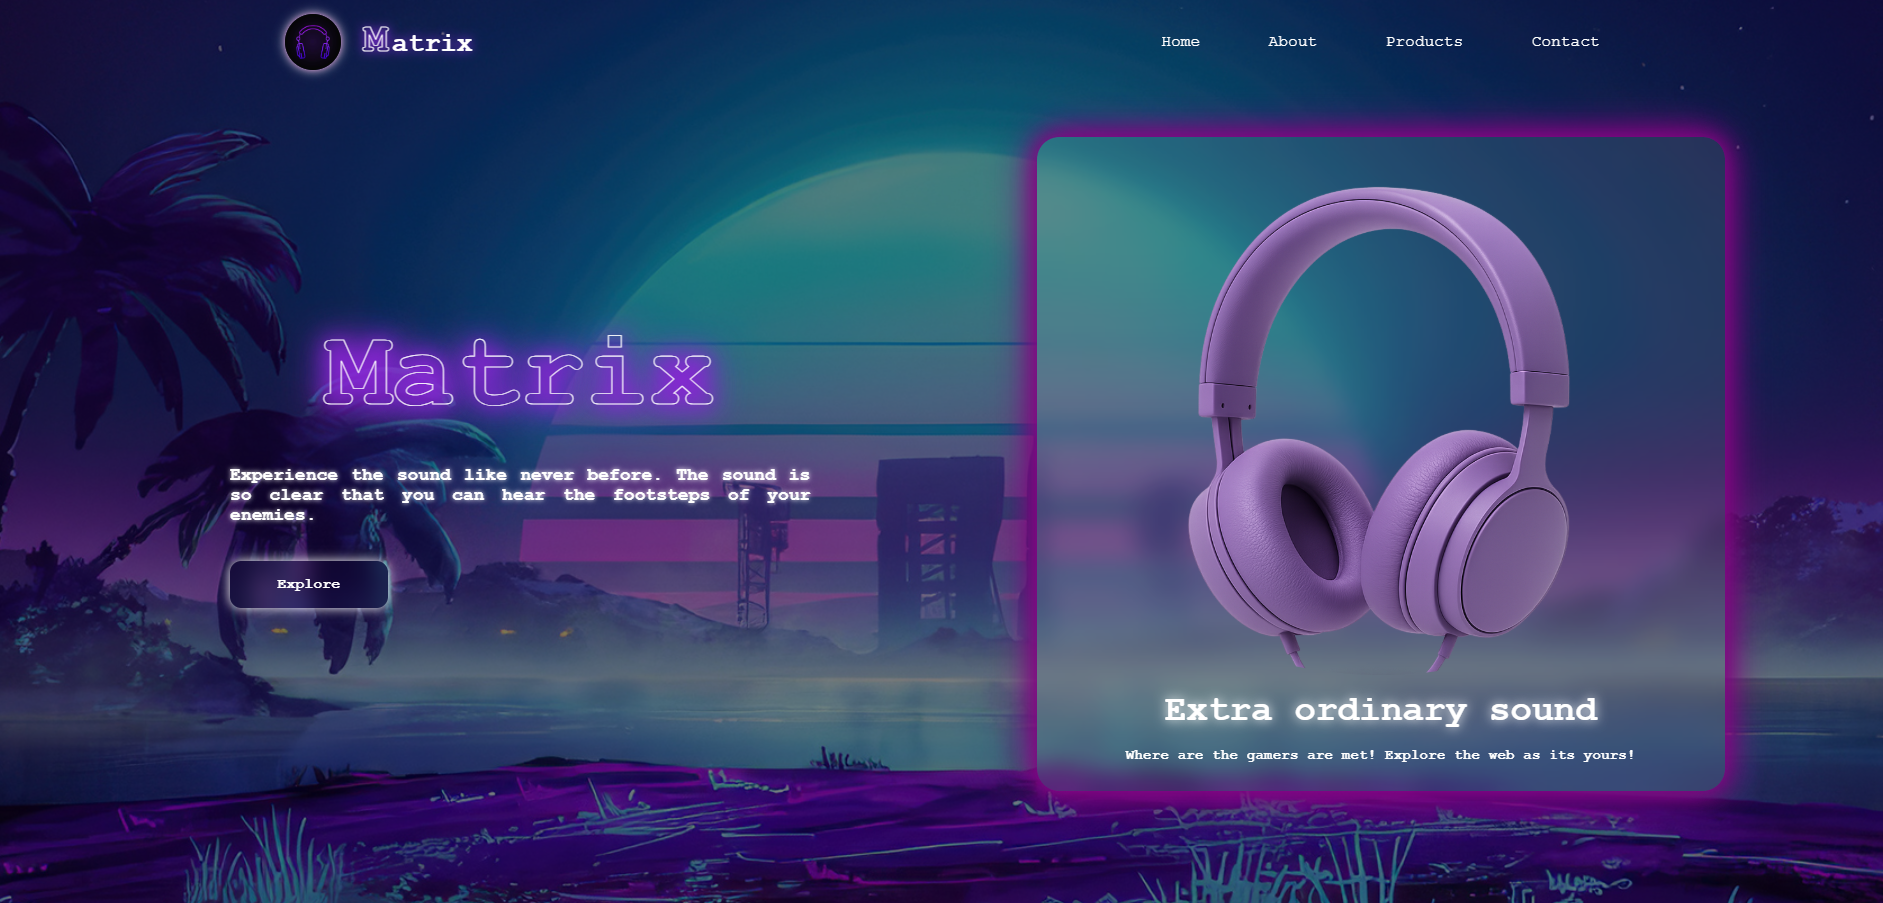 Matrix
Home
About
Products
Contact
Matrix
Experience the sound like never before. The sound is
so clear that you can hear the footsteps of your
enemies.
Explore
Extra ordinary sound
Where are the gamers are met! Explore the web as its yours!